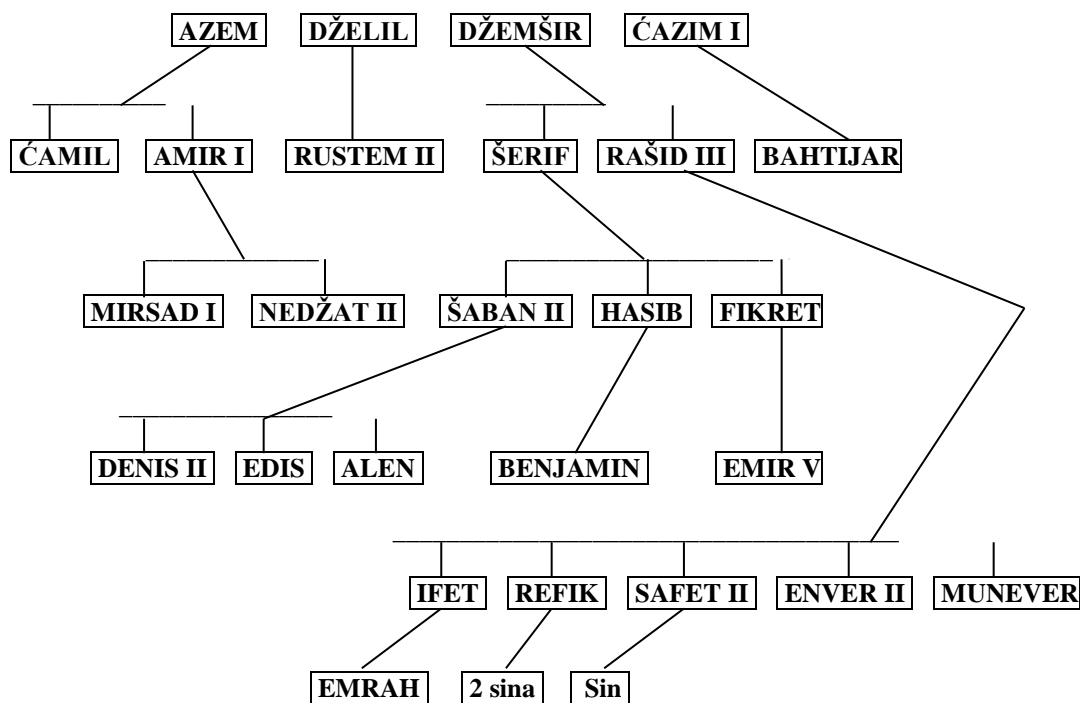 AZEM DŽELIL DŽEMŠIR ĆAZIM I
ĆAMIL AMIR I RUSTEM II ŠERIF RAŠID III BAHTIJAR
MIRSAD I NEDŽAT II ŠABAN II HASIB FIKRET
DENIS II EDIS ALEN BENJAMIN EMIR V
IFET REFIK SAFET II ENVER II MUNEVER
EMRAH 2 sina Sin